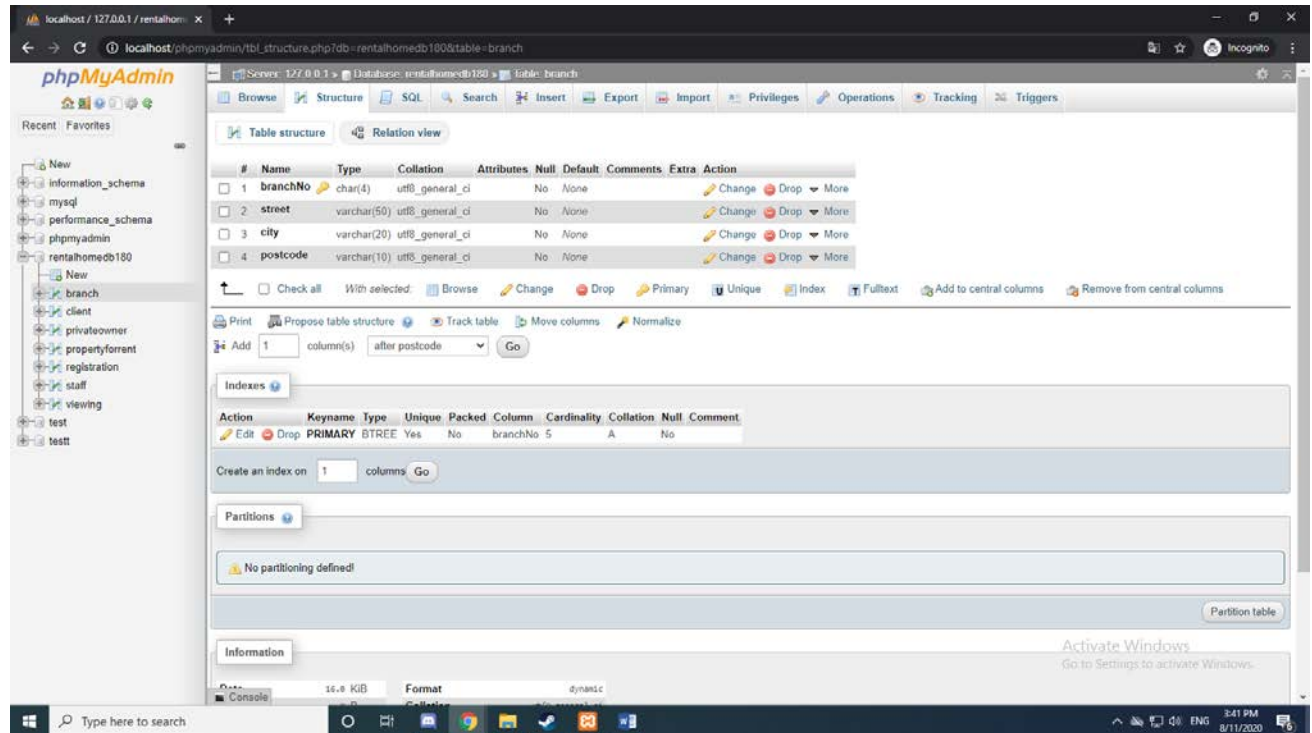 localhost / 127.0.0.1 / rentalhom
localhost/phpmyadmin/tbl_structure.php?db=rentalhomedb180&table=branch
Incognito
phpMyAdmin
Recent Favorites
New
information_schema
mysql
performance_schema
phpmyadmin
rentalhomedb180
New
branch
client
privateowner
propertyforrent
registration
staff
viewing
test
testt
Server: 127.0.0.1 » Database: rentalhomedb180 » Table: branch
Browse Structure SQL Search Insert Export Import Privileges Operations Tracking Triggers
Table structure Relation view
# Name Type Collation Attributes Null Default Comments Extra Action
1 branchNo char(4) utf8_general_ci No None Change Drop More
2 street varchar(50) utf8_general_ci No None Change Drop More
3 city varchar(20) utf8_general_ci No None Change Drop More
4 postcode varchar(10) utf8_general_ci No None Change Drop More
Check all With selected: Browse Change Drop Primary Unique Index Fulltext Add to central columns Remove from central columns
Print Propose table structure Track table Move columns Normalize
Add 1 column(s) after postcode Go
Indexes
Action Keyname Type Unique Packed Column Cardinality Collation Null Comment
Edit Drop PRIMARY BTREE Yes No branchNo 5 A No
Create an index on 1 columns Go
Partitions
No partitioning defined!
Partition table
Information
16.0 KiB Format dynamic
Console
Activate Windows
Go to Settings to activate Windows.
Type here to search
ENG
3:41 PM
8/11/2020